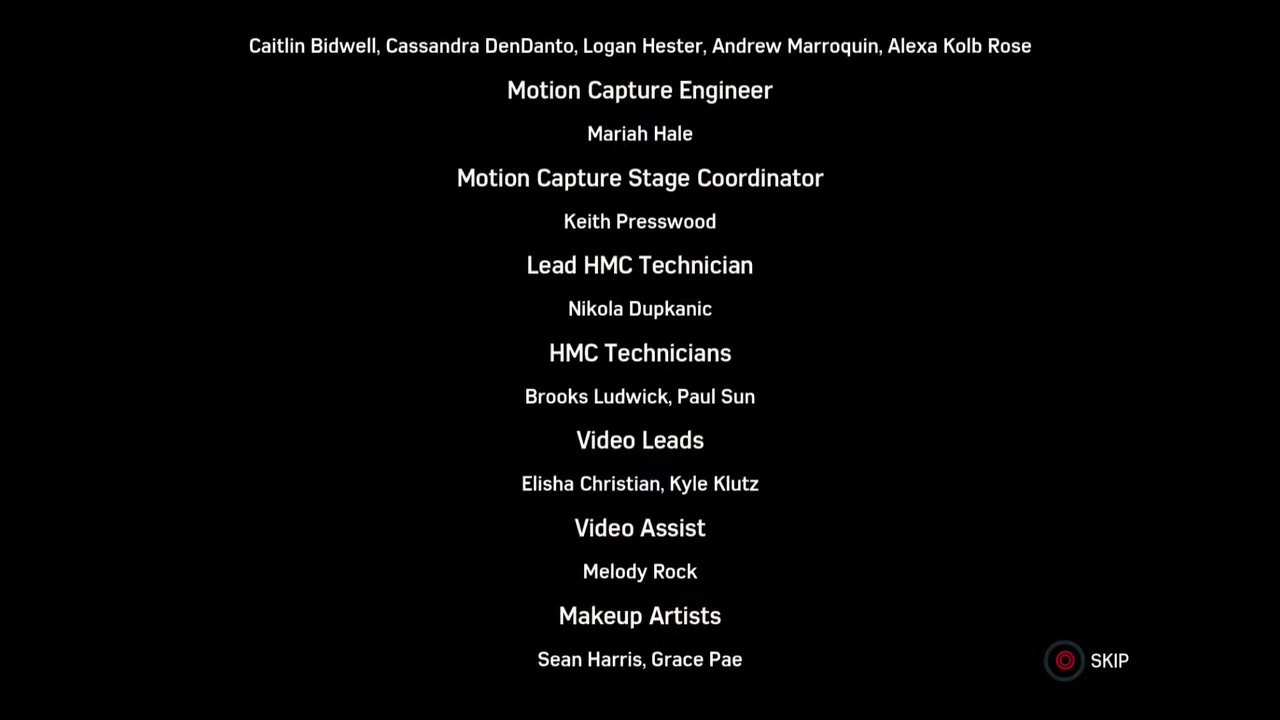 Caitlin Bidwell, Cassandra DenDanto, Logan Hester, Andrew Marroquin, Alexa Kolb Rose
Motion Capture Engineer
Mariah Hale
Motion Capture Stage Coordinator
Keith Presswood
Lead HMC Technician
Nikola Dupkanic
HMC Technicians
Brooks Ludwick, Paul Sun
Video Leads
Elisha Christian, Kyle Klutz
Video Assist
Melody Rock
Makeup Artists
Sean Harris, Grace Pae
SKIP